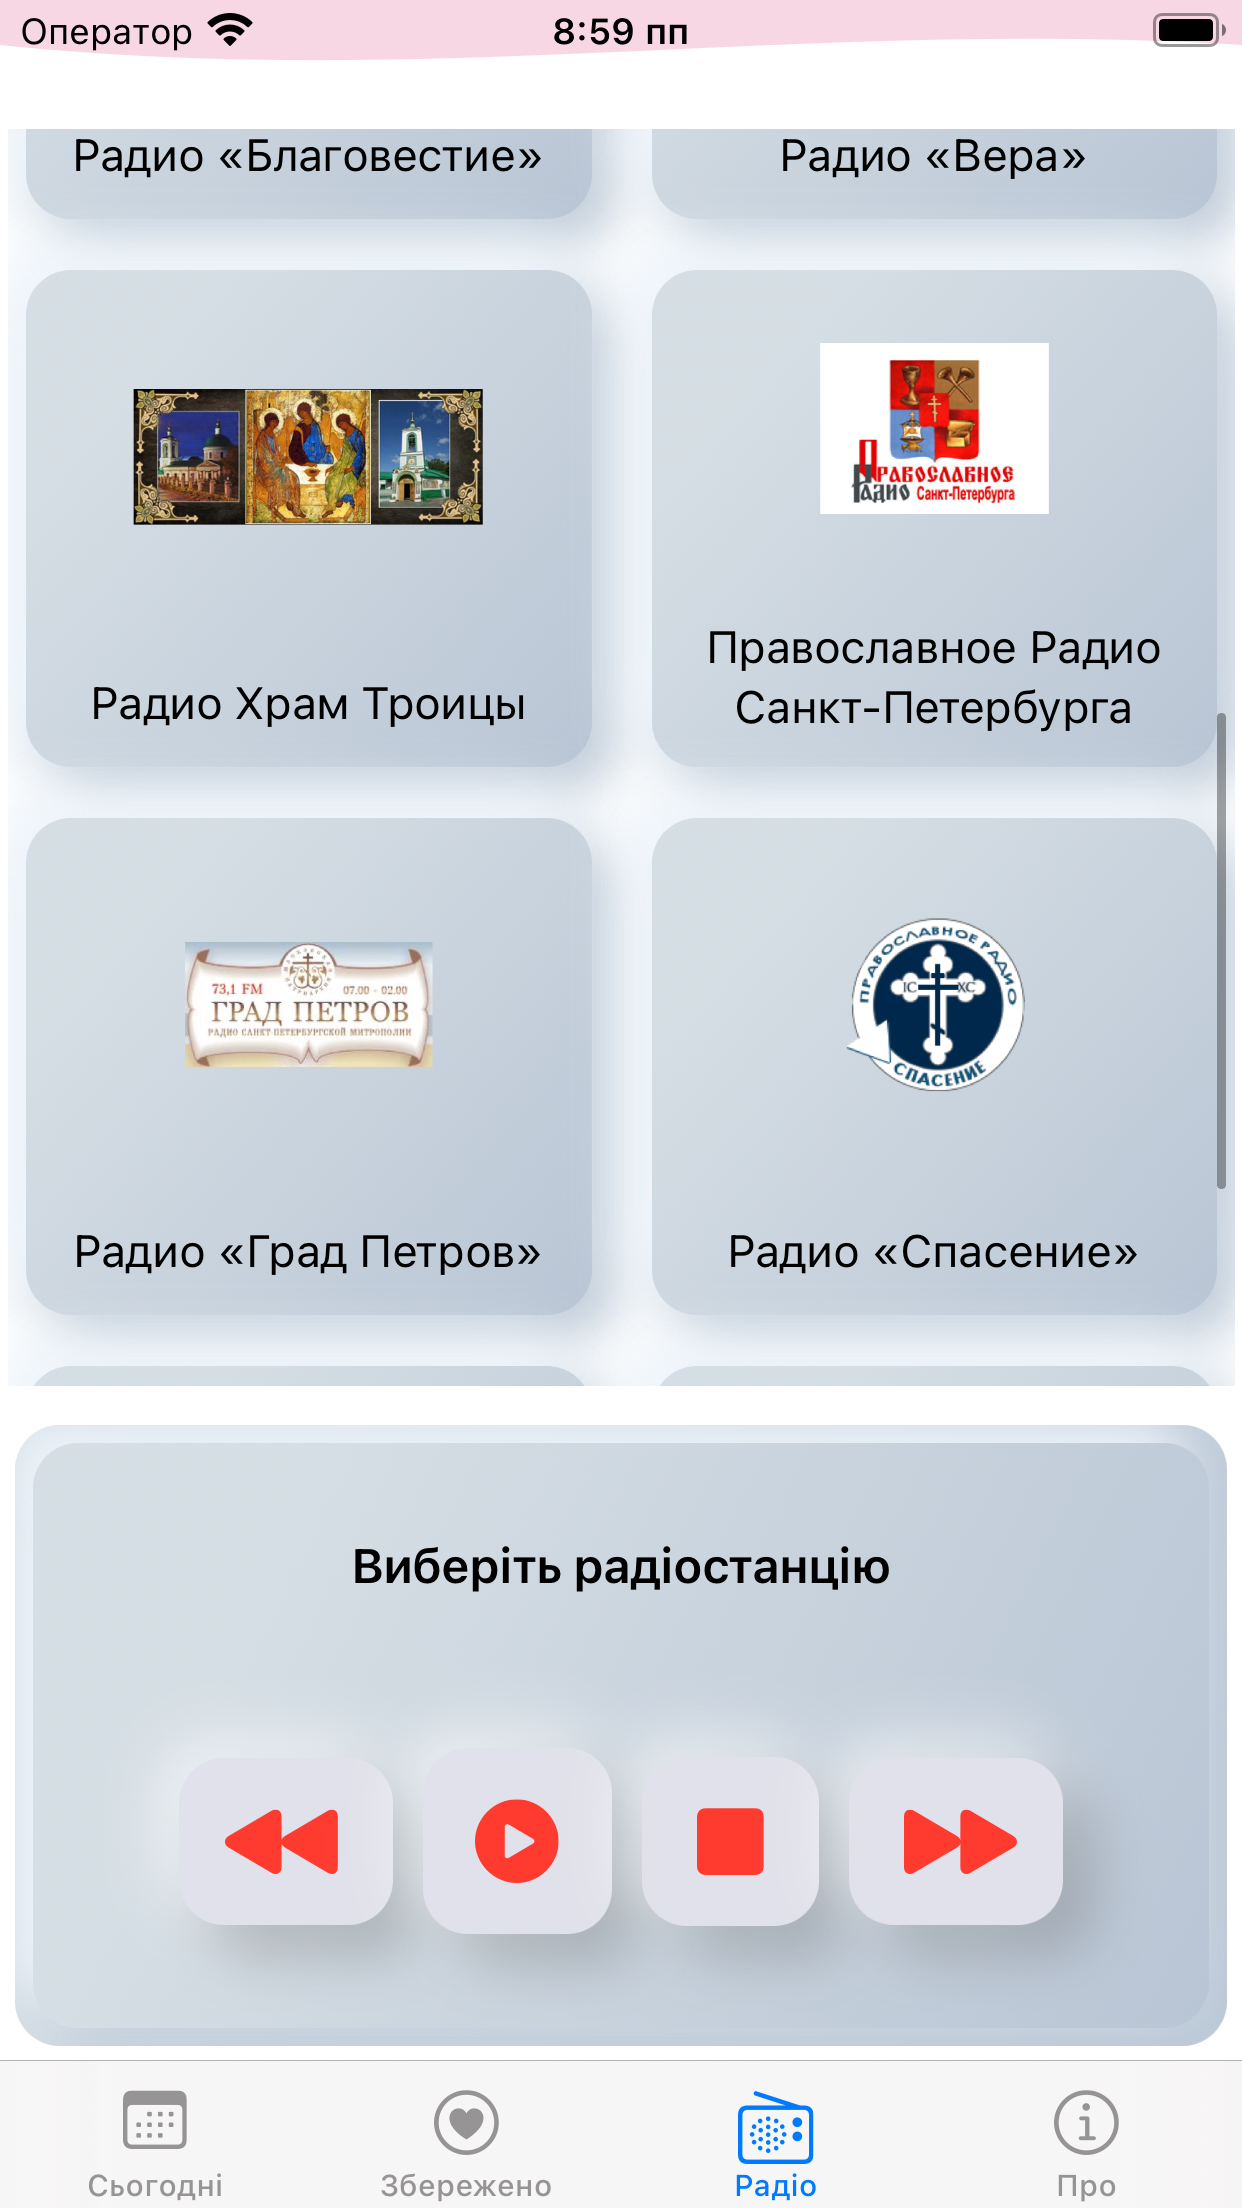 Оператор 8:59 пп
Радио «Благовестие» Радио «Вера»
Православное
Радио Санкт-Петербурга
Радио Храм Троицы
Православное Радио
Санкт-Петербурга
73,1 FM 07.00 - 02.00
ГРАД ПЕТРОВ
РАДИО САНКТ-ПЕТЕРБУРГСКОЙ МИТРОПОЛИИ
Радио «Град Петров»
ПРАВОСЛАВНОЕ РАДИО
IC XC
СПАСЕНИЕ
Радио «Спасение»
Виберіть радіостанцію
Сьогодні Збережено Радіо Про